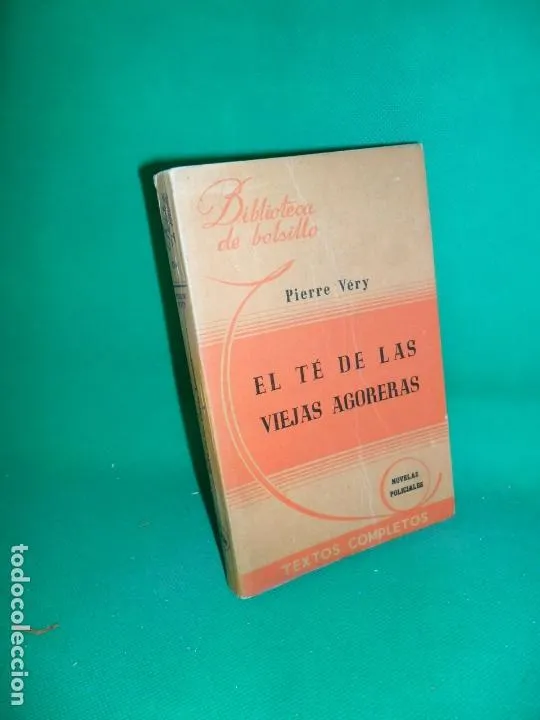 Biblioteca
de bolsillo
Pierre Véry
EL TÉ DE LAS
VIEJAS AGORERAS
NOVELAS
POLICIALES
TEXTOS COMPLETOS
todocoleccion